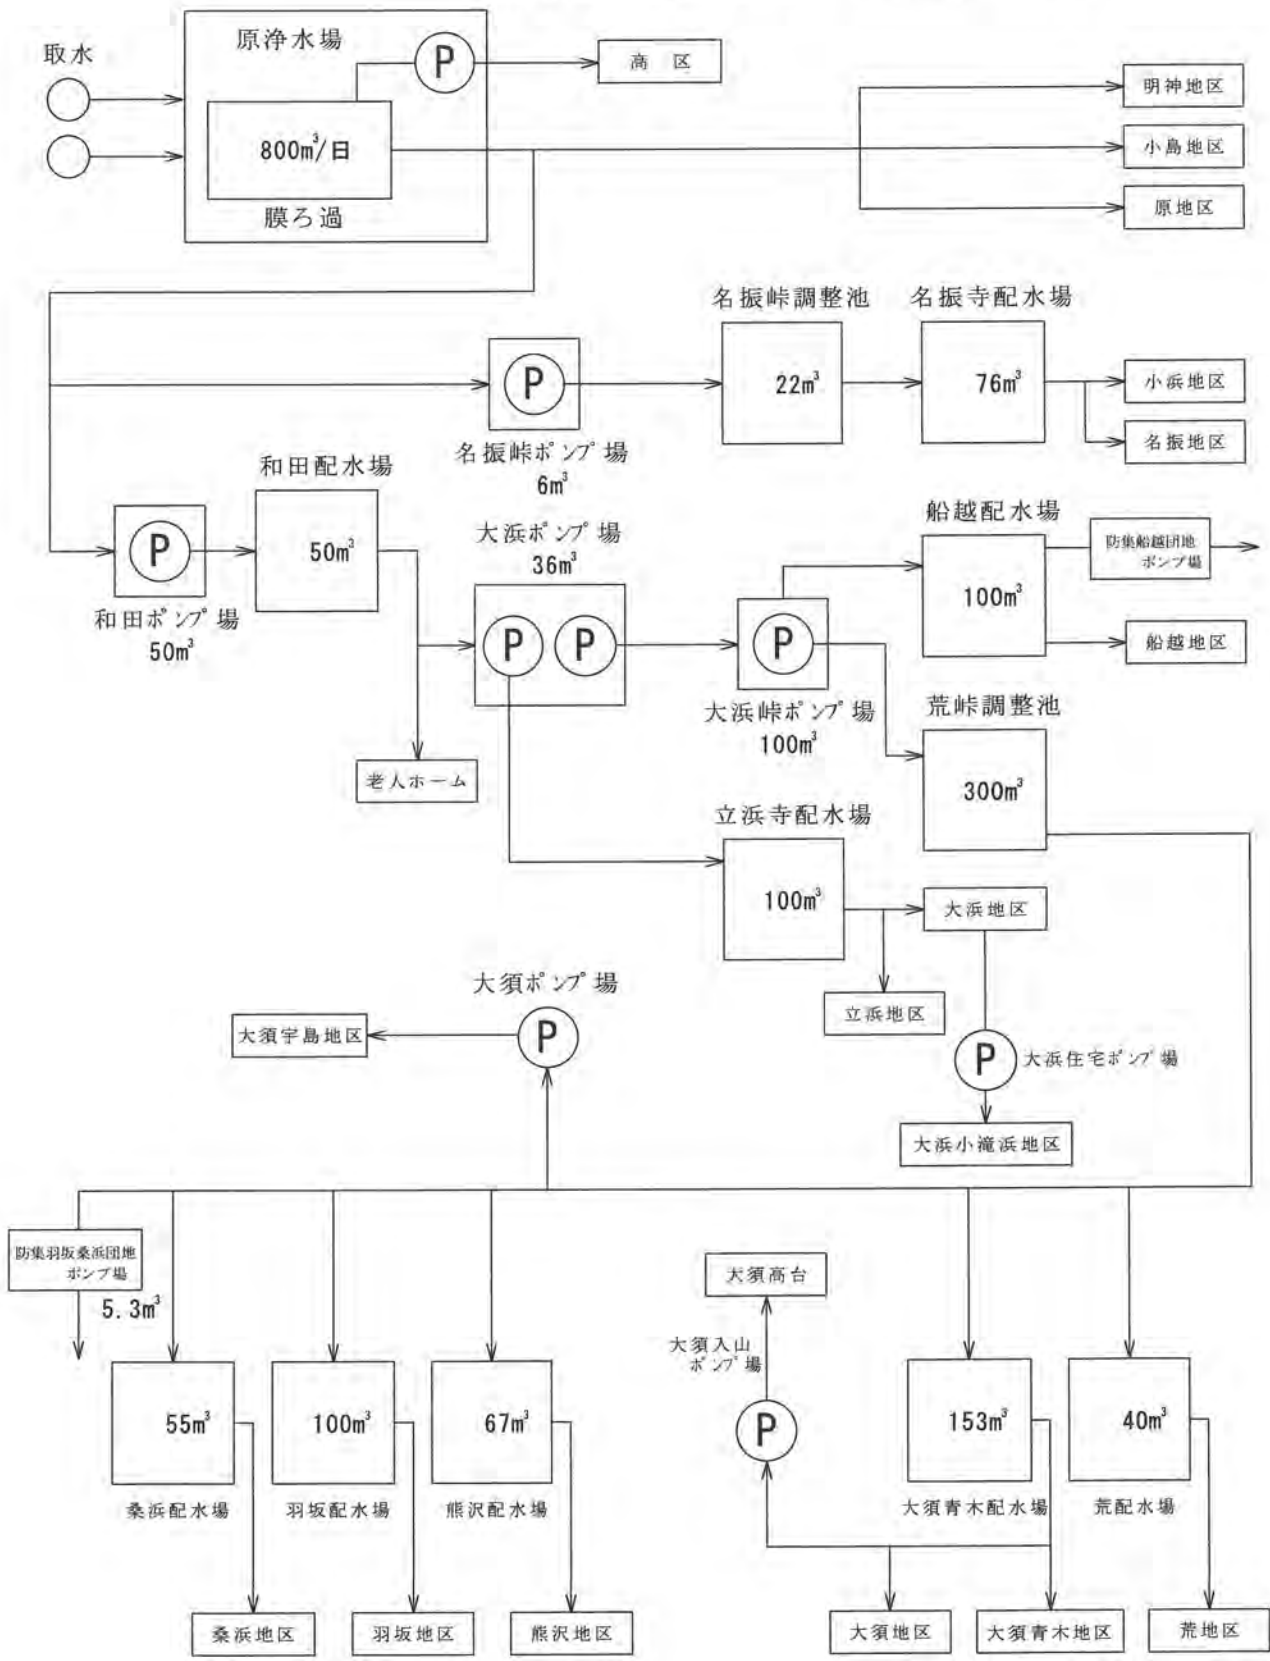 取水
原浄水場
P
高 区
800m³/日
膜ろ過
明神地区
小島地区
原地区
名振峠調整池
名振寺配水場
P
22m³
76m³
小浜地区
名振地区
名振峠ポンプ場
6m³
和田配水場
P
50m³
和田ポンプ場
50m³
大浜ポンプ場
36m³
P
P
P
大浜峠ポンプ場
100m³
船越配水場
100m³
防集船越団地
ポンプ場
船越地区
荒峠調整池
300m³
老人ホーム
立浜寺配水場
100m³
大浜地区
立浜地区
P
大浜住宅ポンプ場
大浜小滝浜地区
大須ポンプ場
P
大須宇島地区
防集羽坂桑浜団地
ポンプ場
5.3m³
55m³
桑浜配水場
100m³
羽坂配水場
67m³
熊沢配水場
大須高台
大須入山
ポンプ場
P
153m³
大須青木配水場
40m³
荒配水場
桑浜地区
羽坂地区
熊沢地区
大須地区
大須青木地区
荒地区